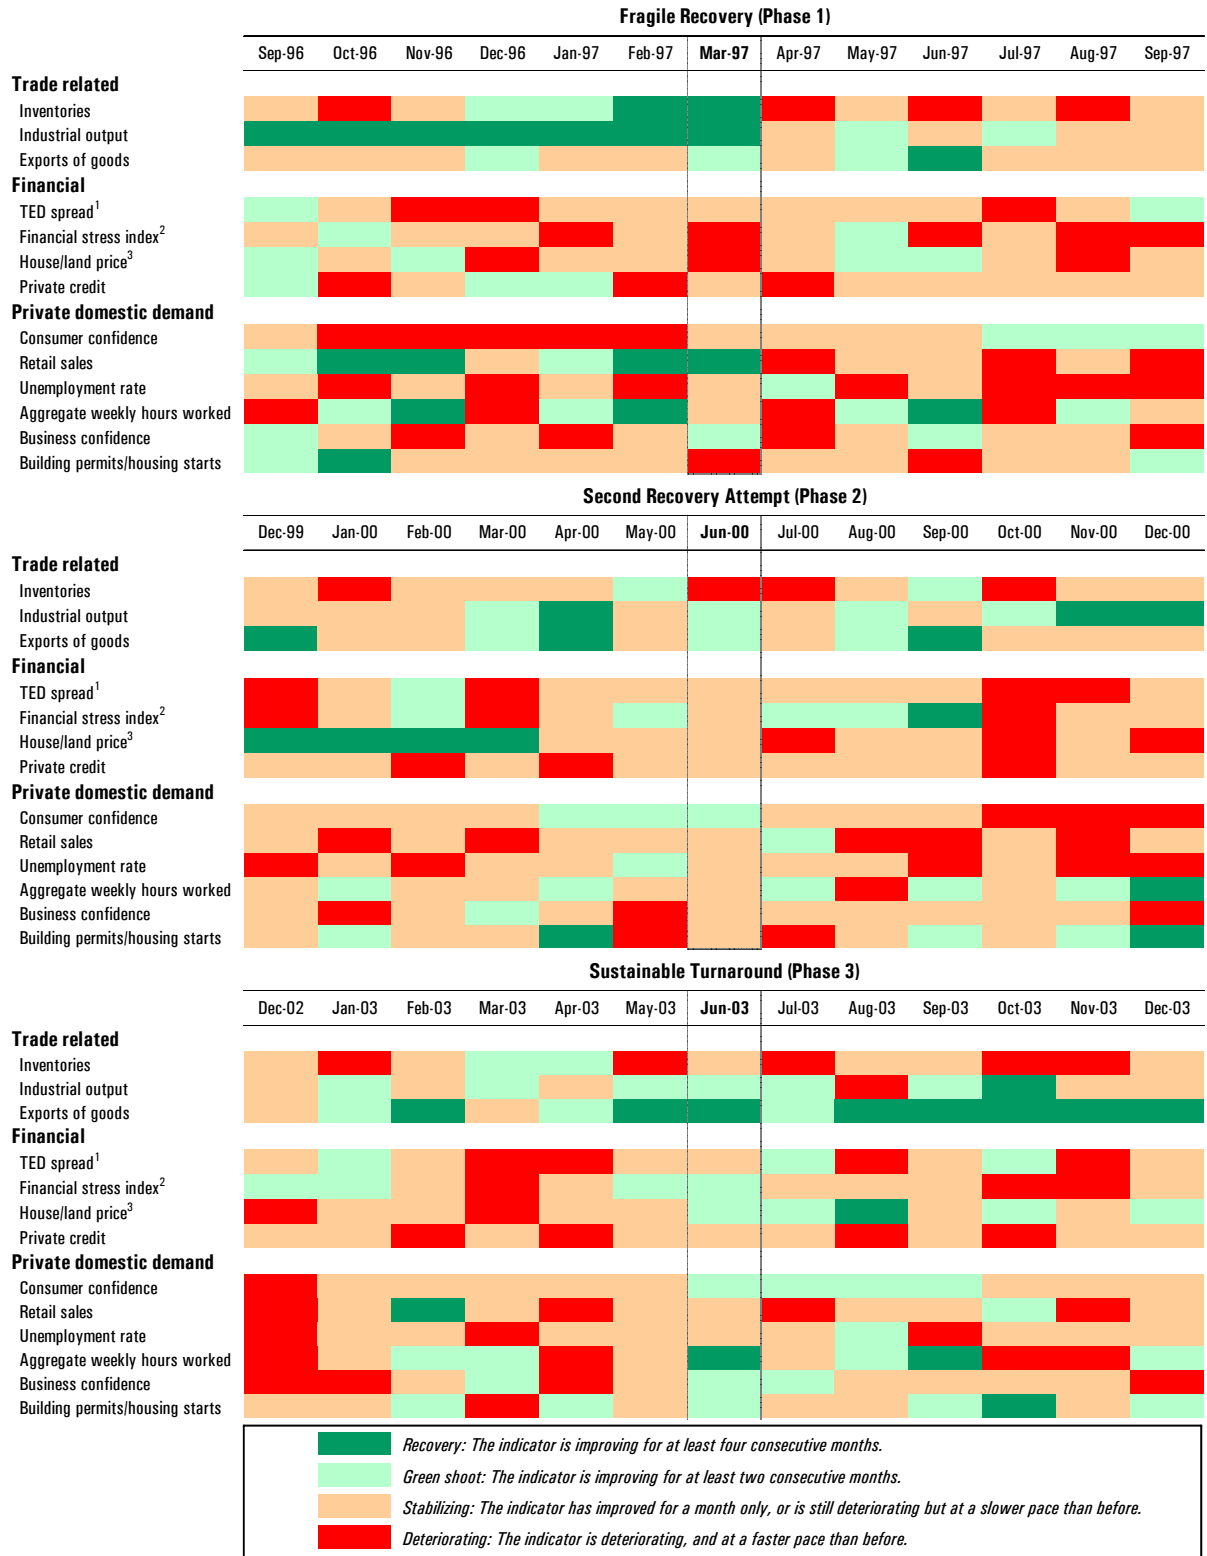 Fragile Recovery (Phase 1)
Sep-96 Oct-96 Nov-96 Dec-96 Jan-97 Feb-97 Mar-97 Apr-97 May-97 Jun-97 Jul-97 Aug-97 Sep-97
Trade related
Inventories
Industrial output
Exports of goods
Financial
TED spread1
Financial stress index2
House/land price3
Private credit
Private domestic demand
Consumer confidence
Retail sales
Unemployment rate
Aggregate weekly hours worked
Business confidence
Building permits/housing starts
Second Recovery Attempt (Phase 2)
Dec-99 Jan-00 Feb-00 Mar-00 Apr-00 May-00 Jun-00 Jul-00 Aug-00 Sep-00 Oct-00 Nov-00 Dec-00
Trade related
Inventories
Industrial output
Exports of goods
Financial
TED spread1
Financial stress index2
House/land price3
Private credit
Private domestic demand
Consumer confidence
Retail sales
Unemployment rate
Aggregate weekly hours worked
Business confidence
Building permits/housing starts
Sustainable Turnaround (Phase 3)
Dec-02 Jan-03 Feb-03 Mar-03 Apr-03 May-03 Jun-03 Jul-03 Aug-03 Sep-03 Oct-03 Nov-03 Dec-03
Trade related
Inventories
Industrial output
Exports of goods
Financial
TED spread1
Financial stress index2
House/land price3
Private credit
Private domestic demand
Consumer confidence
Retail sales
Unemployment rate
Aggregate weekly hours worked
Business confidence
Building permits/housing starts
Recovery: The indicator is improving for at least four consecutive months.
Green shoot: The indicator is improving for at least two consecutive months.
Stabilizing: The indicator has improved for a month only, or is still deteriorating but at a slower pace than before.
Deteriorating: The indicator is deteriorating, and at a faster pace than before.